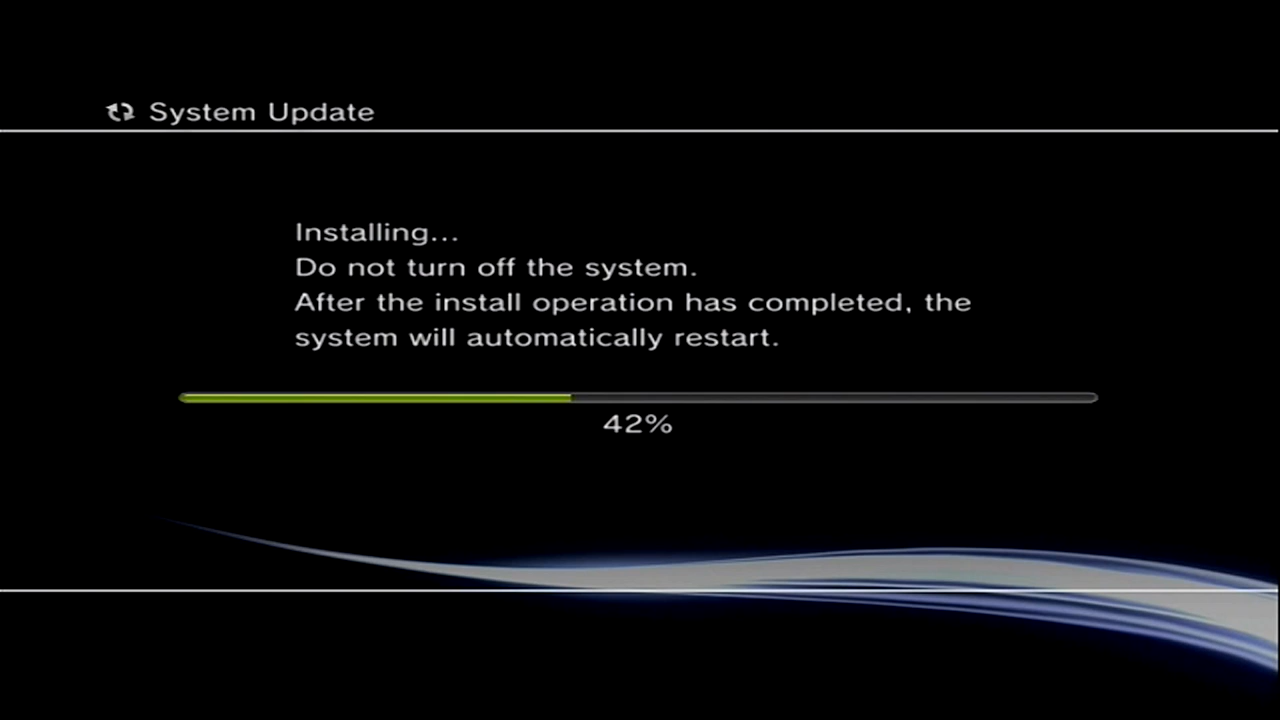 System Update
Installing...
Do not turn off the system.
After the install operation has completed, the
system will automatically restart.
42%